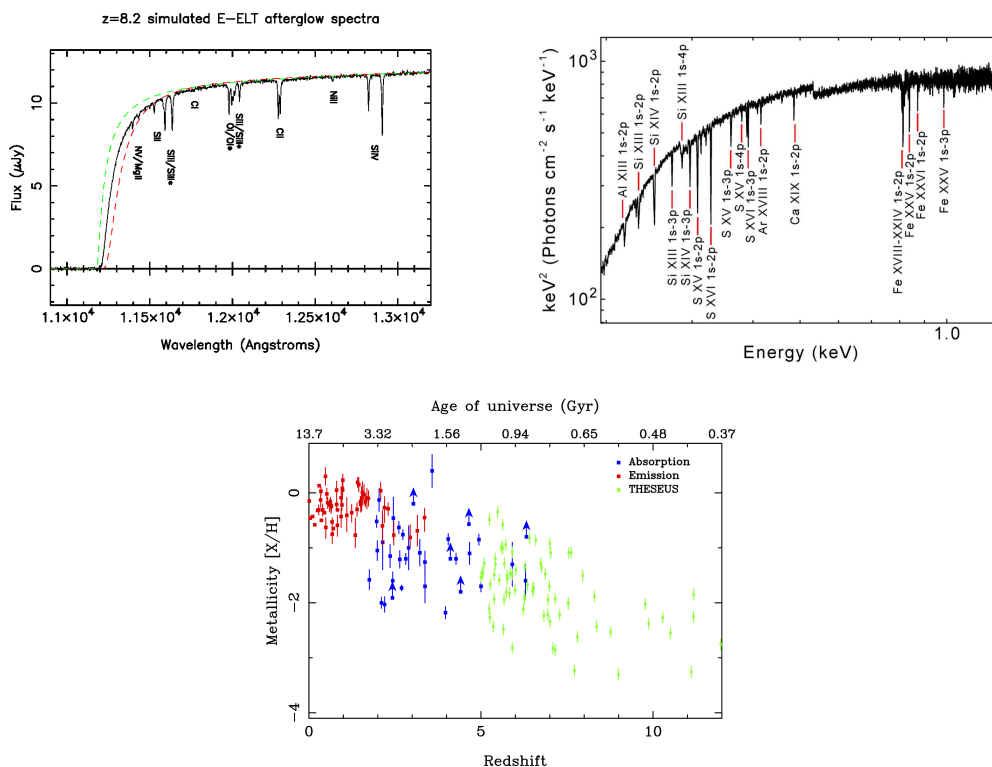 z=8.2 simulated E-ELT afterglow spectra
Flux (μJy)
10
5
0
NV/MgII
SII
SiII/SiII*
CI
OI/OI*
SiII/SiII*
CII
NiII
SiIV
1.1×10⁴ 1.15×10⁴ 1.2×10⁴ 1.25×10⁴ 1.3×10⁴
Wavelength (Angstroms)
keV² (Photons cm⁻² s⁻¹ keV⁻¹)
10³
10²
Al XIII 1s-2p
Si XIII 1s-2p
Si XIV 1s-2p
Si XIII 1s-4p
Si XIII 1s-3p
Si XIV 1s-3p
S XV 1s-2p
S XVI 1s-2p
S XV 1s-3p
S XV 1s-4p
S XVI 1s-3p
Ar XVIII 1s-2p
Ca XIX 1s-2p
Fe XVIII-XXIV 1s-2p
Fe XXV 1s-2p
Fe XXVI 1s-2p
Fe XXV 1s-3p
1.0
Energy (keV)
Age of universe (Gyr)
13.7 3.32 1.56 0.94 0.65 0.48 0.37
Absorption
Emission
THESEUS
Metallicity [X/H]
0
−2
−4
0 5 10
Redshift